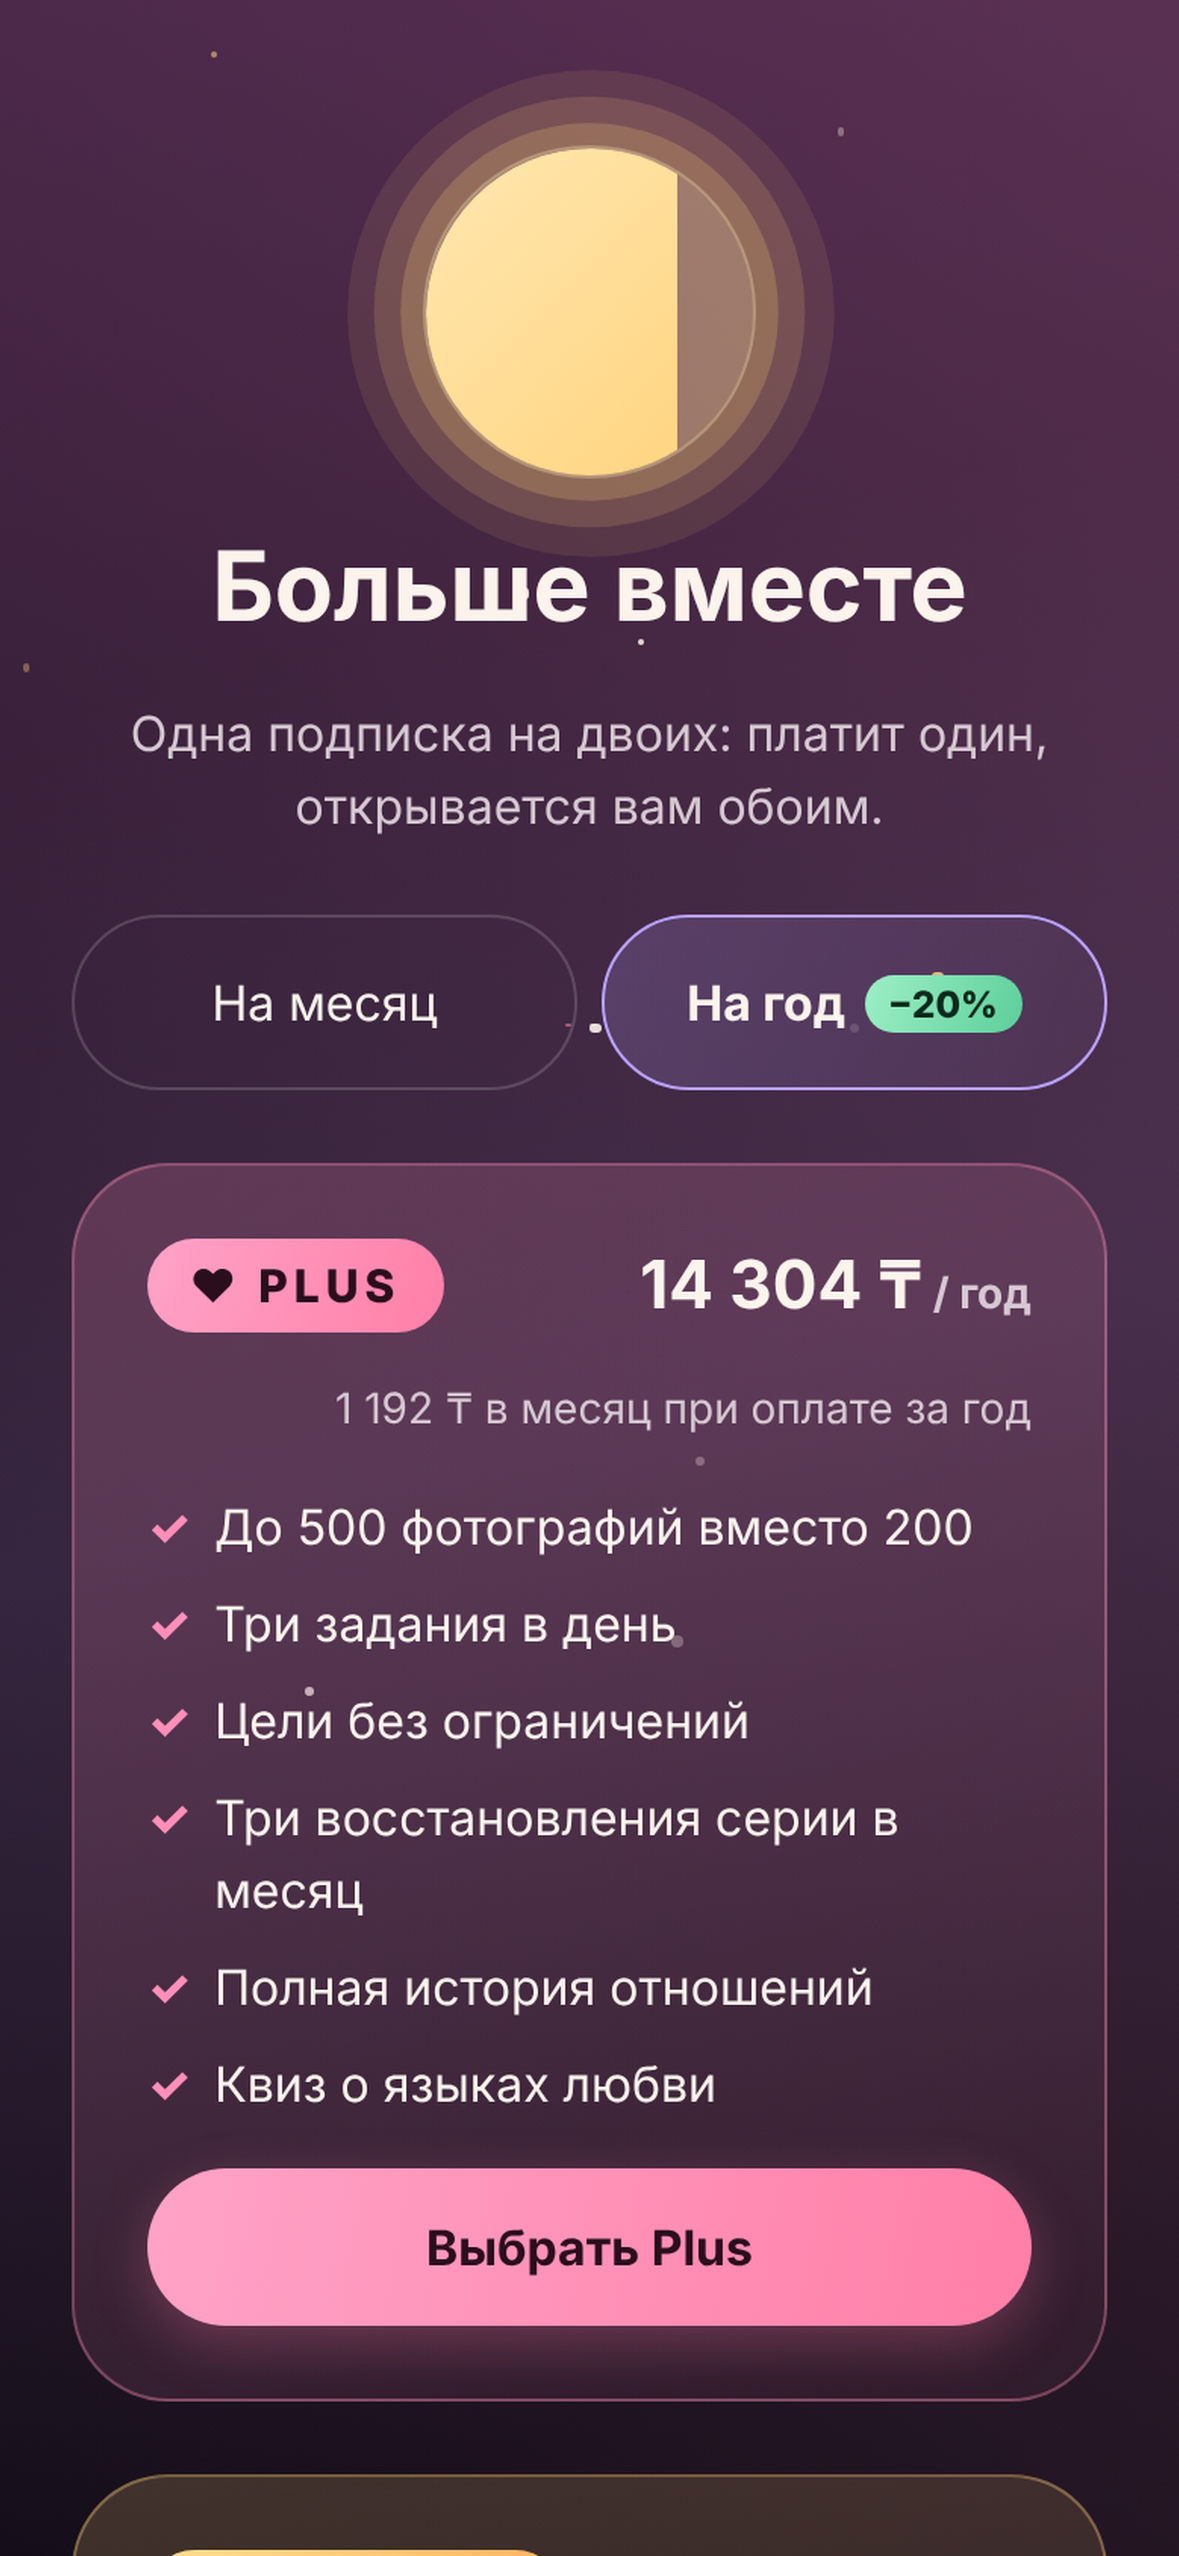 Больше вместе
Одна подписка на двоих: платит один,
открывается вам обоим.
На месяц
На год −20%
PLUS
14 304 ₸ / год
1 192 ₸ в месяц при оплате за год
До 500 фотографий вместо 200
Три задания в день
Цели без ограничений
Три восстановления серии в
месяц
Полная история отношений
Квиз о языках любви
Выбрать Plus